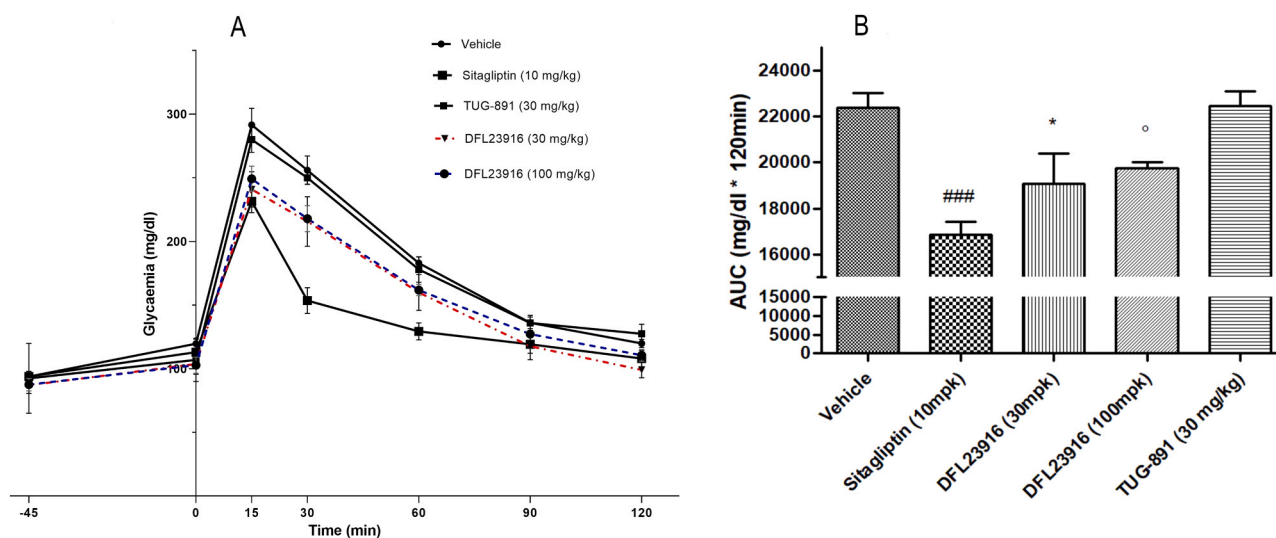 A
Vehicle
Sitagliptin (10 mg/kg)
TUG-891 (30 mg/kg)
DFL23916 (30 mg/kg)
DFL23916 (100 mg/kg)
Glycaemia (mg/dl)
300
200
100
-45
0
15
30
60
90
120
Time (min)
B
AUC (mg/dl * 120min)
24000
22000
20000
18000
16000
15000
10000
5000
0
###
*
°
Vehicle
Sitagliptin (10mpk)
DFL23916 (30mpk)
DFL23916 (100mpk)
TUG-891 (30 mg/kg)